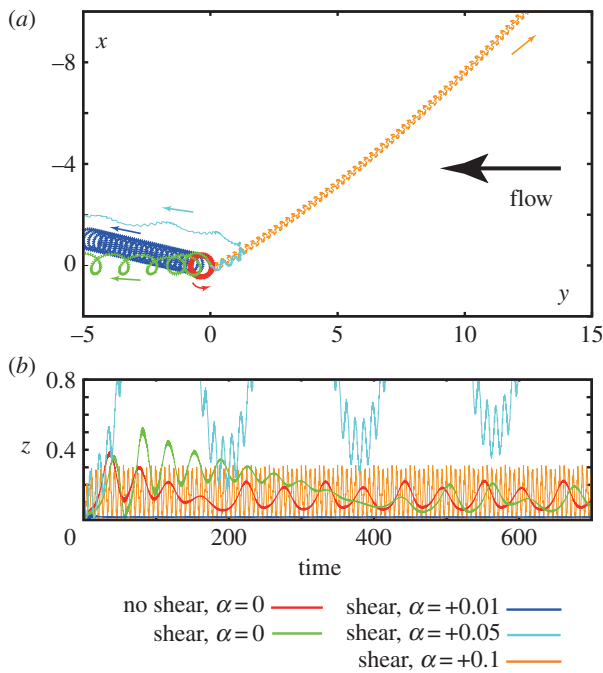 (a)
x
−8
−4
0
flow
y
−5 0 5 10 15
(b)
0.8
z 0.4
0 200 400 600
time
no shear, α = 0
shear, α = 0
shear, α = +0.01
shear, α = +0.05
shear, α = +0.1